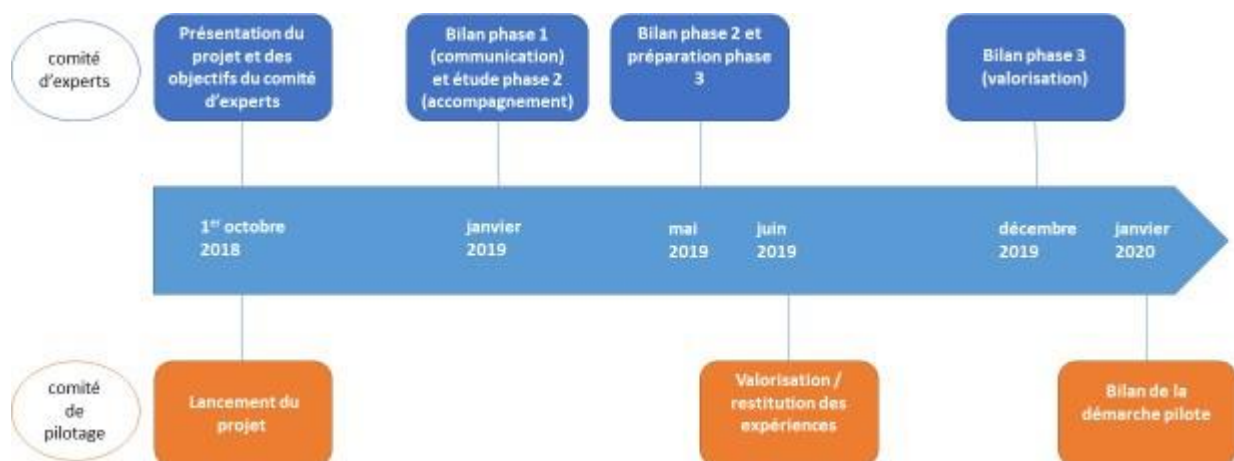 comité
d'experts
Présentation du
projet et des
objectifs du comité
d'experts
Bilan phase 1
(communication)
et étude phase 2
(accompagnement)
Bilan phase 2 et
préparation phase
3
Bilan phase 3
(valorisation)
1er octobre
2018
janvier
2019
mai
2019
juin
2019
décembre
2019
janvier
2020
comité
de
pilotage
Lancement du
projet
Valorisation /
restitution des
expériences
Bilan de la
démarche pilote